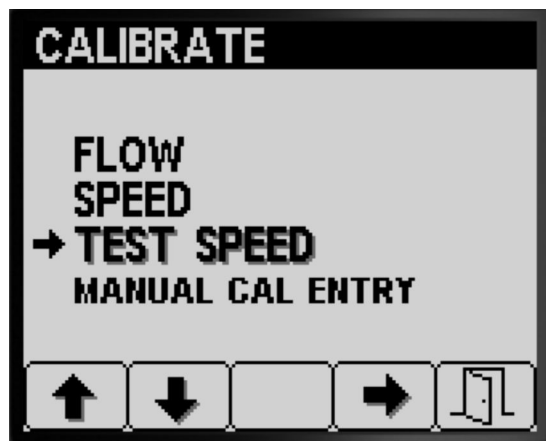 CALIBRATE
FLOW
SPEED
TEST SPEED
MANUAL CAL ENTRY